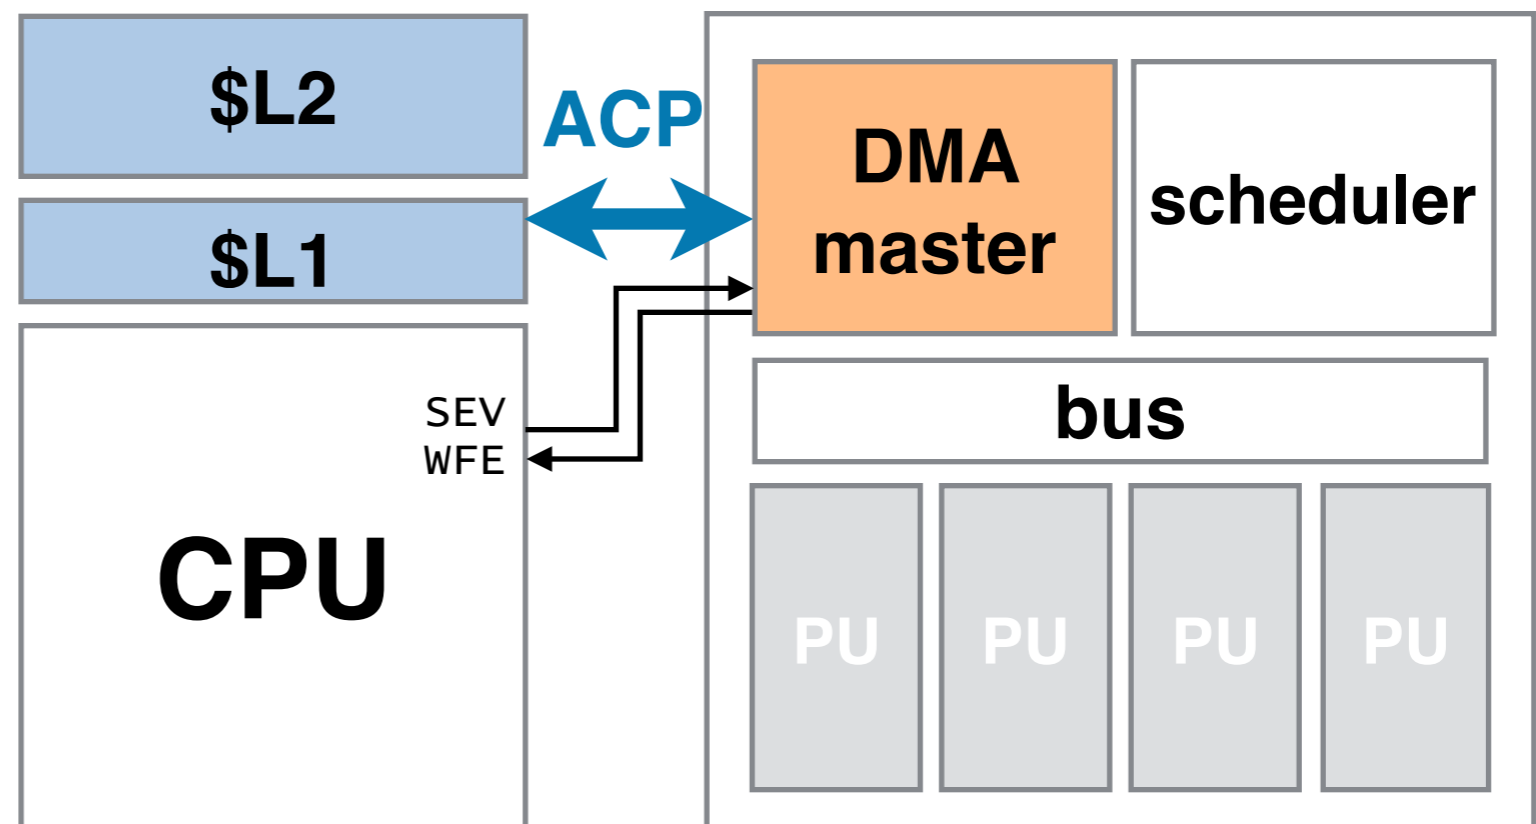 $L2
$L1
SEV
WFE
CPU
ACP
DMA
master
scheduler
bus
PU
PU
PU
PU